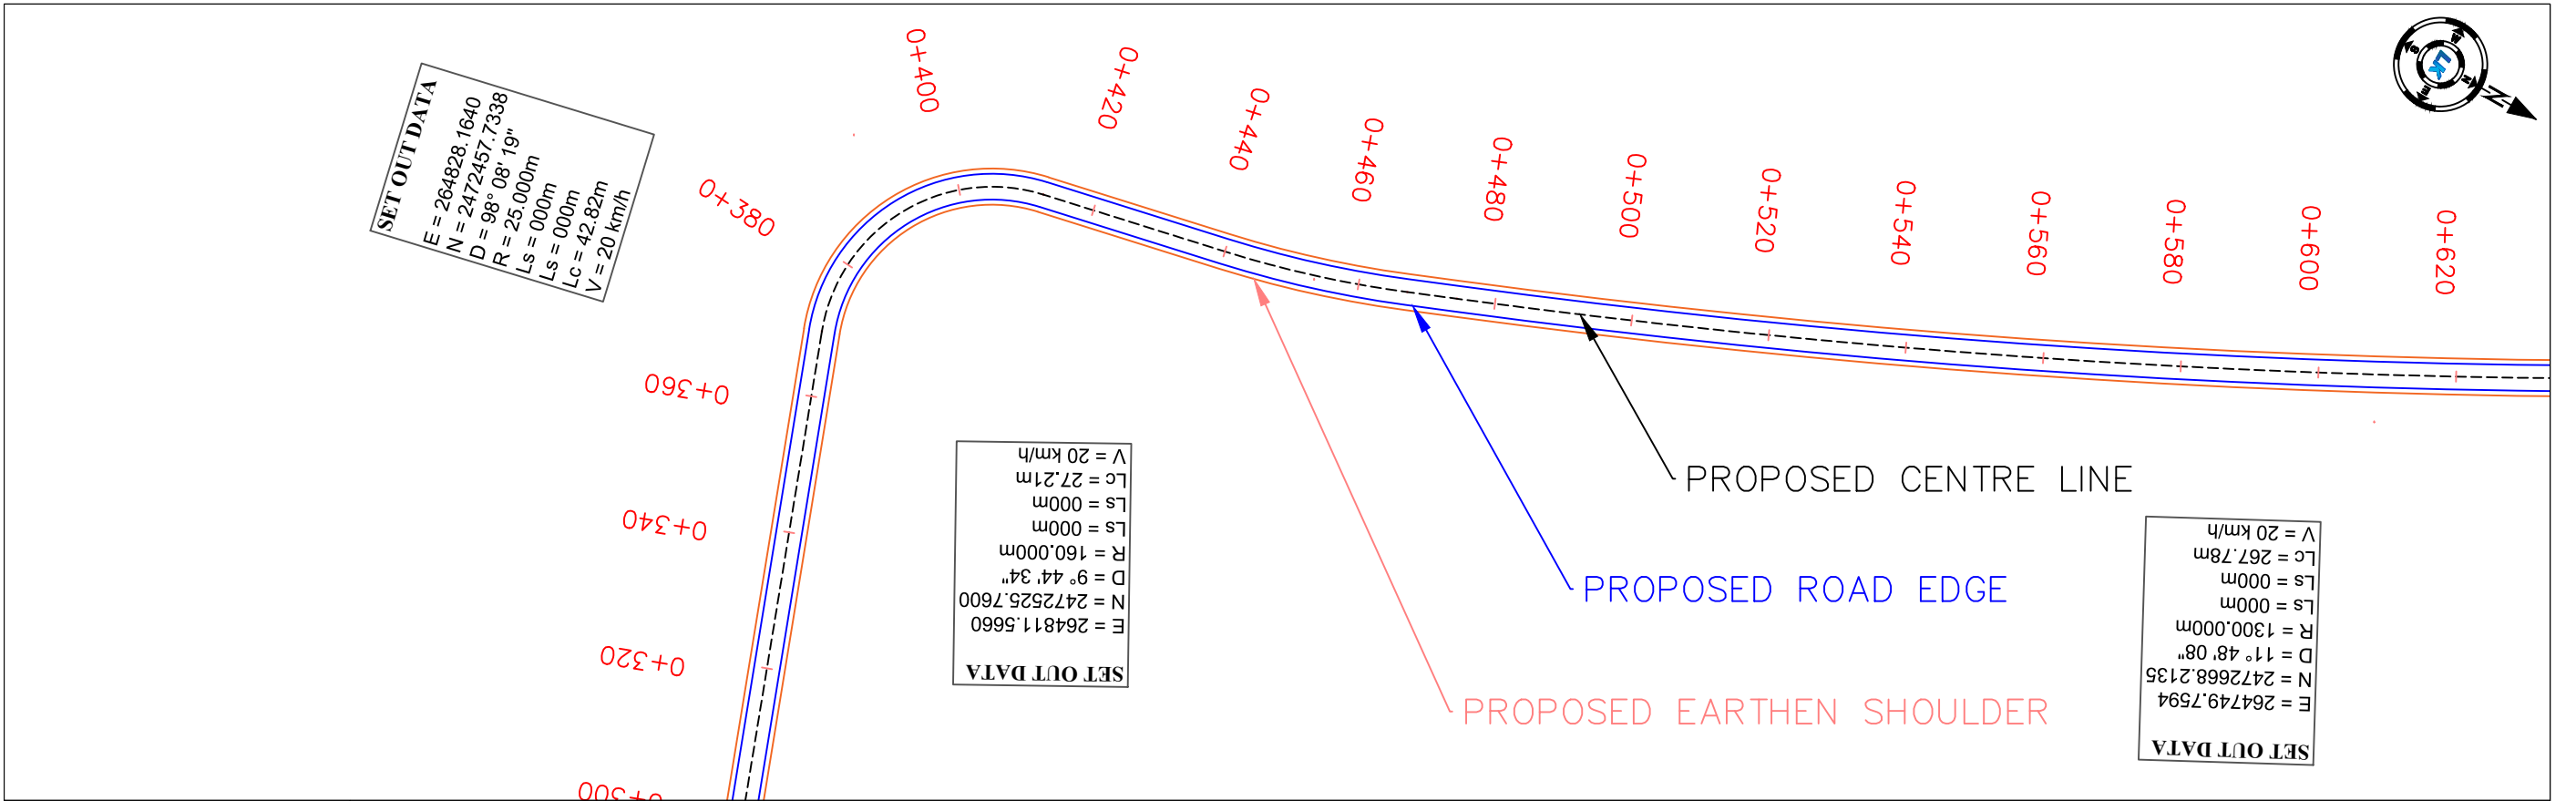 SET OUT DATA
E = 264828.1640
N = 2472457.7338
D = 98° 08' 19"
R = 25.000m
Ls = 000m
Ls = 000m
Lc = 42.82m
V = 20 km/h
0+300
0+320
0+340
0+360
0+380
0+400
0+420
0+440
0+460
0+480
0+500
0+520
0+540
0+560
0+580
0+600
0+620
SET OUT DATA
E = 264811.5660
N = 2472525.7600
D = 9° 44' 34"
R = 160.000m
Ls = 000m
Ls = 000m
Lc = 27.21m
V = 20 km/h
PROPOSED CENTRE LINE
PROPOSED ROAD EDGE
PROPOSED EARTHEN SHOULDER
SET OUT DATA
E = 264749.7594
N = 2472668.2135
D = 11° 48' 08"
R = 1300.000m
Ls = 000m
Ls = 000m
Lc = 267.78m
V = 20 km/h
N
W
S
E
N
LK